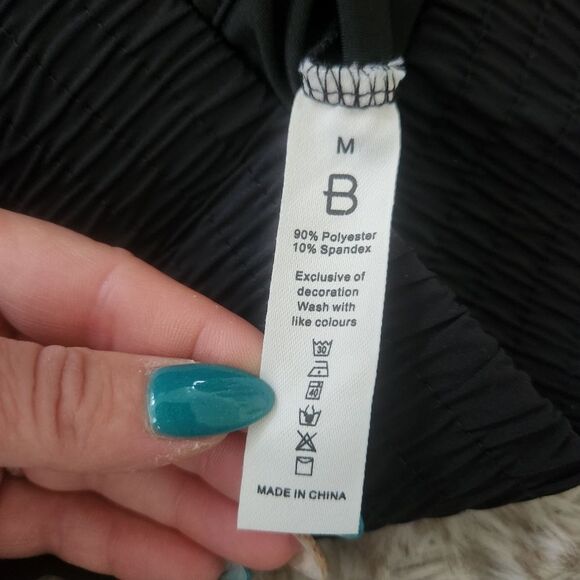 M
B
90% Polyester
10% Spandex
Exclusive of
decoration
Wash with
like colours
30
40
MADE IN CHINA